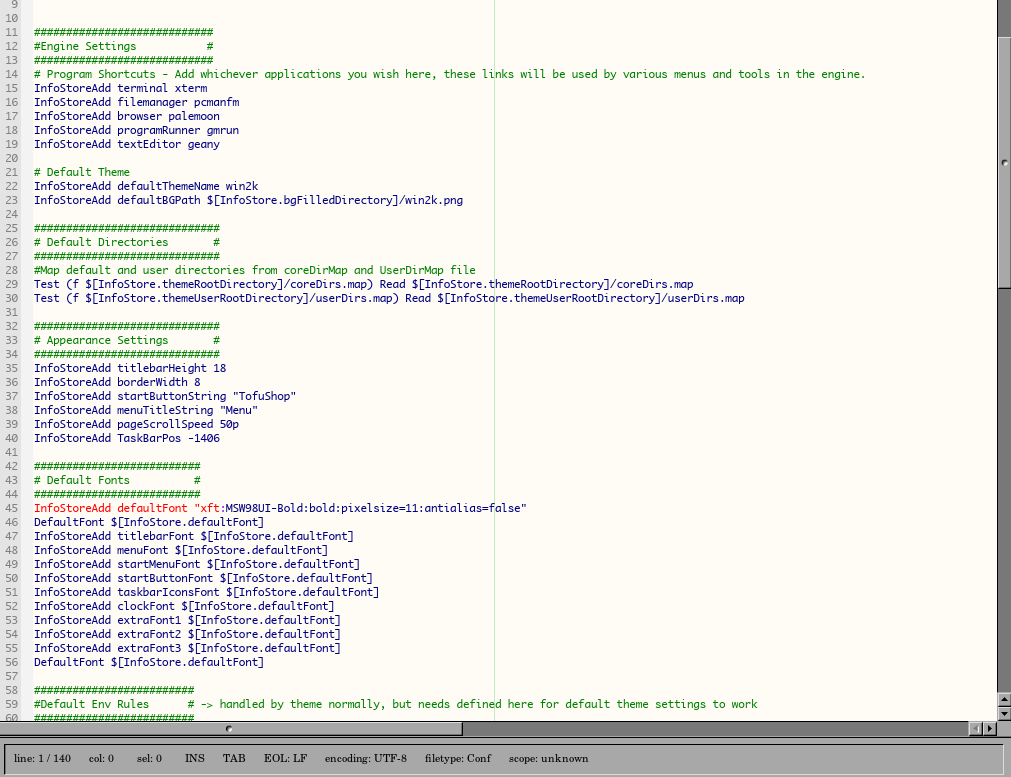 9
10
11 ############################
12 #Engine Settings           #
13 ############################
14 # Program Shortcuts - Add whichever applications you wish here, these links will be used by various menus and tools in the engine.
15 InfoStoreAdd terminal xterm
16 InfoStoreAdd filemanager pcmanfm
17 InfoStoreAdd browser palemoon
18 InfoStoreAdd programRunner gmrun
19 InfoStoreAdd textEditor geany
20
21 # Default Theme
22 InfoStoreAdd defaultThemeName win2k
23 InfoStoreAdd defaultBGPath $[InfoStore.bgFilledDirectory]/win2k.png
24
25 #############################
26 # Default Directories       #
27 #############################
28 #Map default and user directories from coreDirMap and UserDirMap file
29 Test (f $[InfoStore.themeRootDirectory]/coreDirs.map) Read $[InfoStore.themeRootDirectory]/coreDirs.map
30 Test (f $[InfoStore.themeUserRootDirectory]/userDirs.map) Read $[InfoStore.themeUserRootDirectory]/userDirs.map
31
32 #############################
33 # Appearance Settings       #
34 #############################
35 InfoStoreAdd titlebarHeight 18
36 InfoStoreAdd borderWidth 8
37 InfoStoreAdd startButtonString "TofuShop"
38 InfoStoreAdd menuTitleString "Menu"
39 InfoStoreAdd pageScrollSpeed 50p
40 InfoStoreAdd TaskBarPos -1406
41
42 ##########################
43 # Default Fonts          #
44 ##########################
45 InfoStoreAdd defaultFont "xft:MSW98UI-Bold:bold:pixelsize=11:antialias=false"
46 DefaultFont $[InfoStore.defaultFont]
47 InfoStoreAdd titlebarFont $[InfoStore.defaultFont]
48 InfoStoreAdd menuFont $[InfoStore.defaultFont]
49 InfoStoreAdd startMenuFont $[InfoStore.defaultFont]
50 InfoStoreAdd startButtonFont $[InfoStore.defaultFont]
51 InfoStoreAdd taskbarIconsFont $[InfoStore.defaultFont]
52 InfoStoreAdd clockFont $[InfoStore.defaultFont]
53 InfoStoreAdd extraFont1 $[InfoStore.defaultFont]
54 InfoStoreAdd extraFont2 $[InfoStore.defaultFont]
55 InfoStoreAdd extraFont3 $[InfoStore.defaultFont]
56 DefaultFont $[InfoStore.defaultFont]
57
58 #########################
59 #Default Env Rules      # -> handled by theme normally, but needs defined here for default theme settings to work
60 #########################
line: 1 / 140 col: 0 sel: 0 INS TAB EOL: LF encoding: UTF-8 filetype: Conf scope: unknown